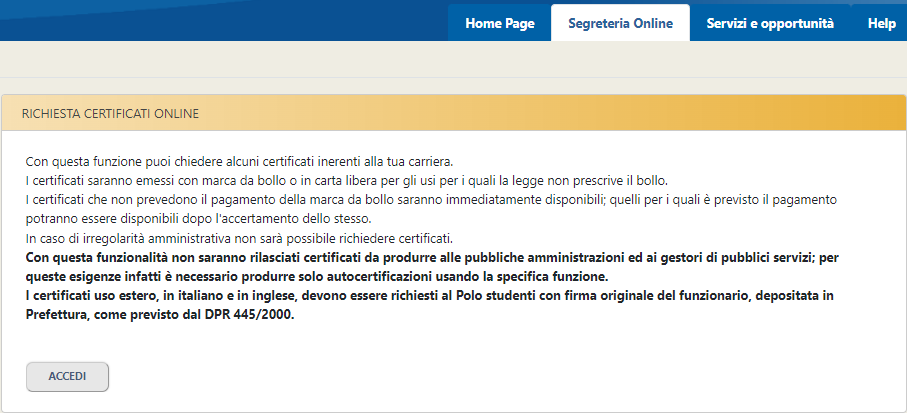 Home Page
Segreteria Online
Servizi e opportunità
Help
RICHIESTA CERTIFICATI ONLINE
Con questa funzione puoi chiedere alcuni certificati inerenti alla tua carriera.
I certificati saranno emessi con marca da bollo o in carta libera per gli usi per i quali la legge non prescrive il bollo.
I certificati che non prevedono il pagamento della marca da bollo saranno immediatamente disponibili; quelli per i quali è previsto il pagamento
potranno essere disponibili dopo l'accertamento dello stesso.
In caso di irregolarità amministrativa non sarà possibile richiedere certificati.
Con questa funzionalità non saranno rilasciati certificati da produrre alle pubbliche amministrazioni ed ai gestori di pubblici servizi; per
queste esigenze infatti è necessario produrre solo autocertificazioni usando la specifica funzione.
I certificati uso estero, in italiano e in inglese, devono essere richiesti al Polo studenti con firma originale del funzionario, depositata in
Prefettura, come previsto dal DPR 445/2000.
ACCEDI